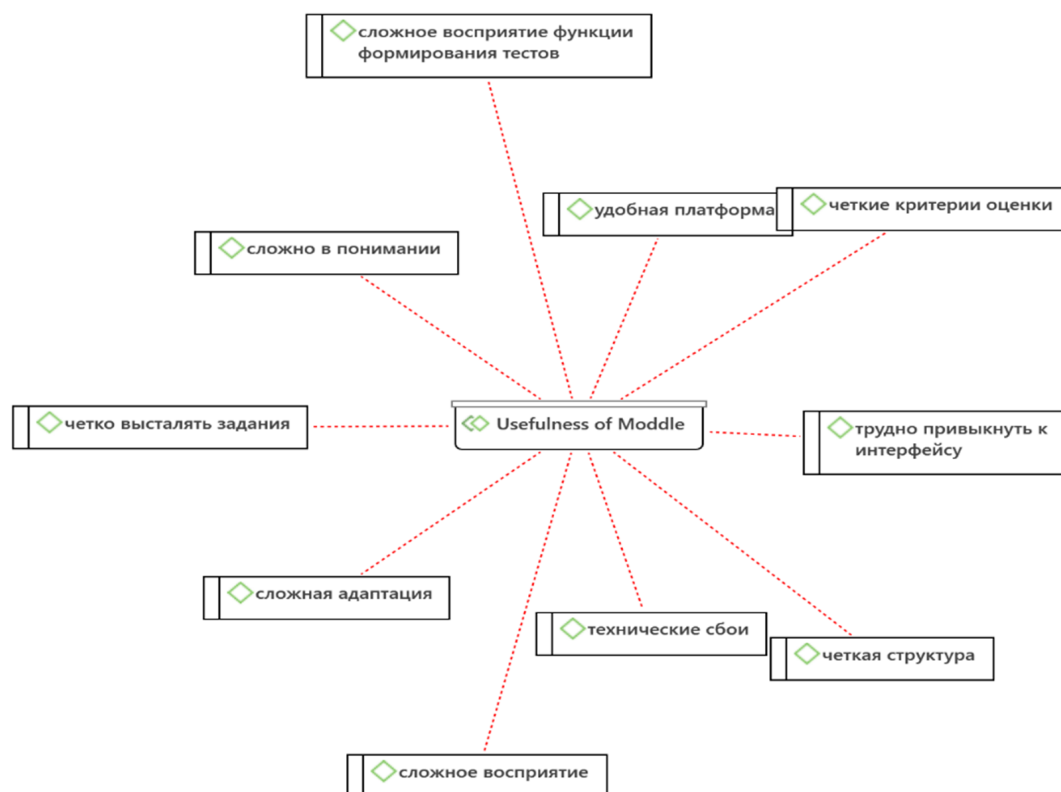 сложное восприятие функции
формирования тестов
удобная платформа
четкие критерии оценки
сложно в понимании
четко высталять задания
Usefulness of Moddle
трудно привыкнуть к
интерфейсу
сложная адаптация
технические сбои
четкая структура
сложное восприятие